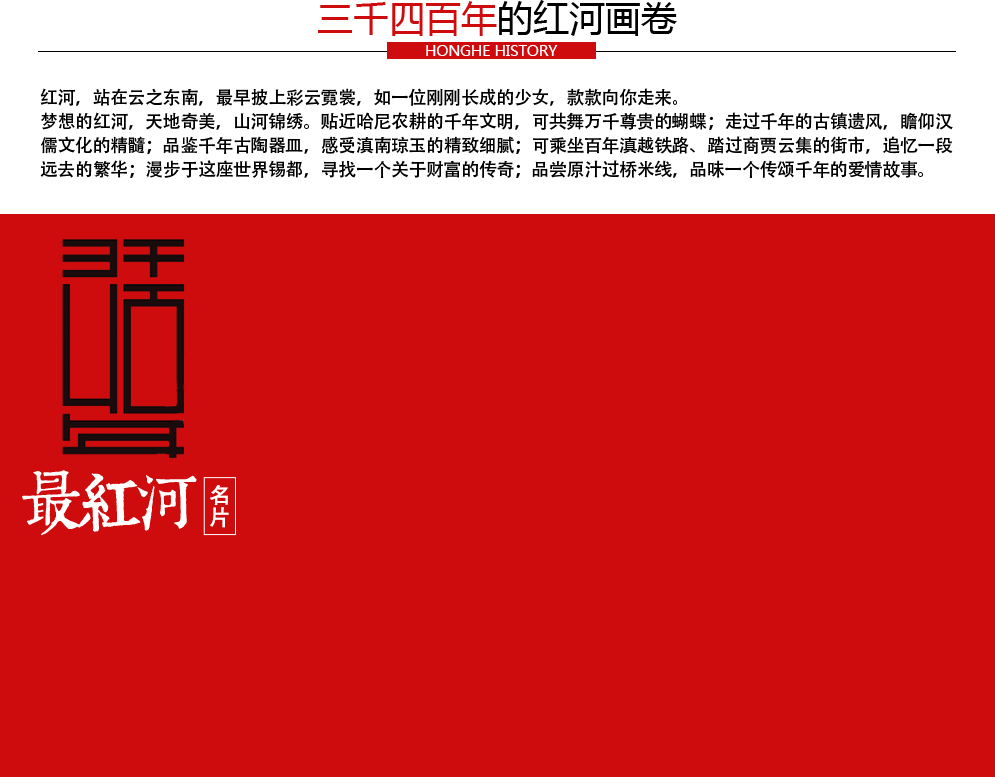 三千四百年的红河画卷
HONGHE HISTORY
红河，站在云之东南，最早披上彩云霓裳，如一位刚刚长成的少女，款款向你走来。
梦想的红河，天地奇美，山河锦绣。贴近哈尼农耕的千年文明，可共舞万千尊贵的蝴蝶；走过千年的古镇遗风，瞻仰汉
儒文化的精髓；品鉴千年古陶器皿，感受滇南琼玉的精致细腻；可乘坐百年滇越铁路、踏过商贾云集的街市，追忆一段
远去的繁华；漫步于这座世界锡都，寻找一个关于财富的传奇；品尝原汁过桥米线，品味一个传颂千年的爱情故事。
三千
四百
年
最紅河
名片